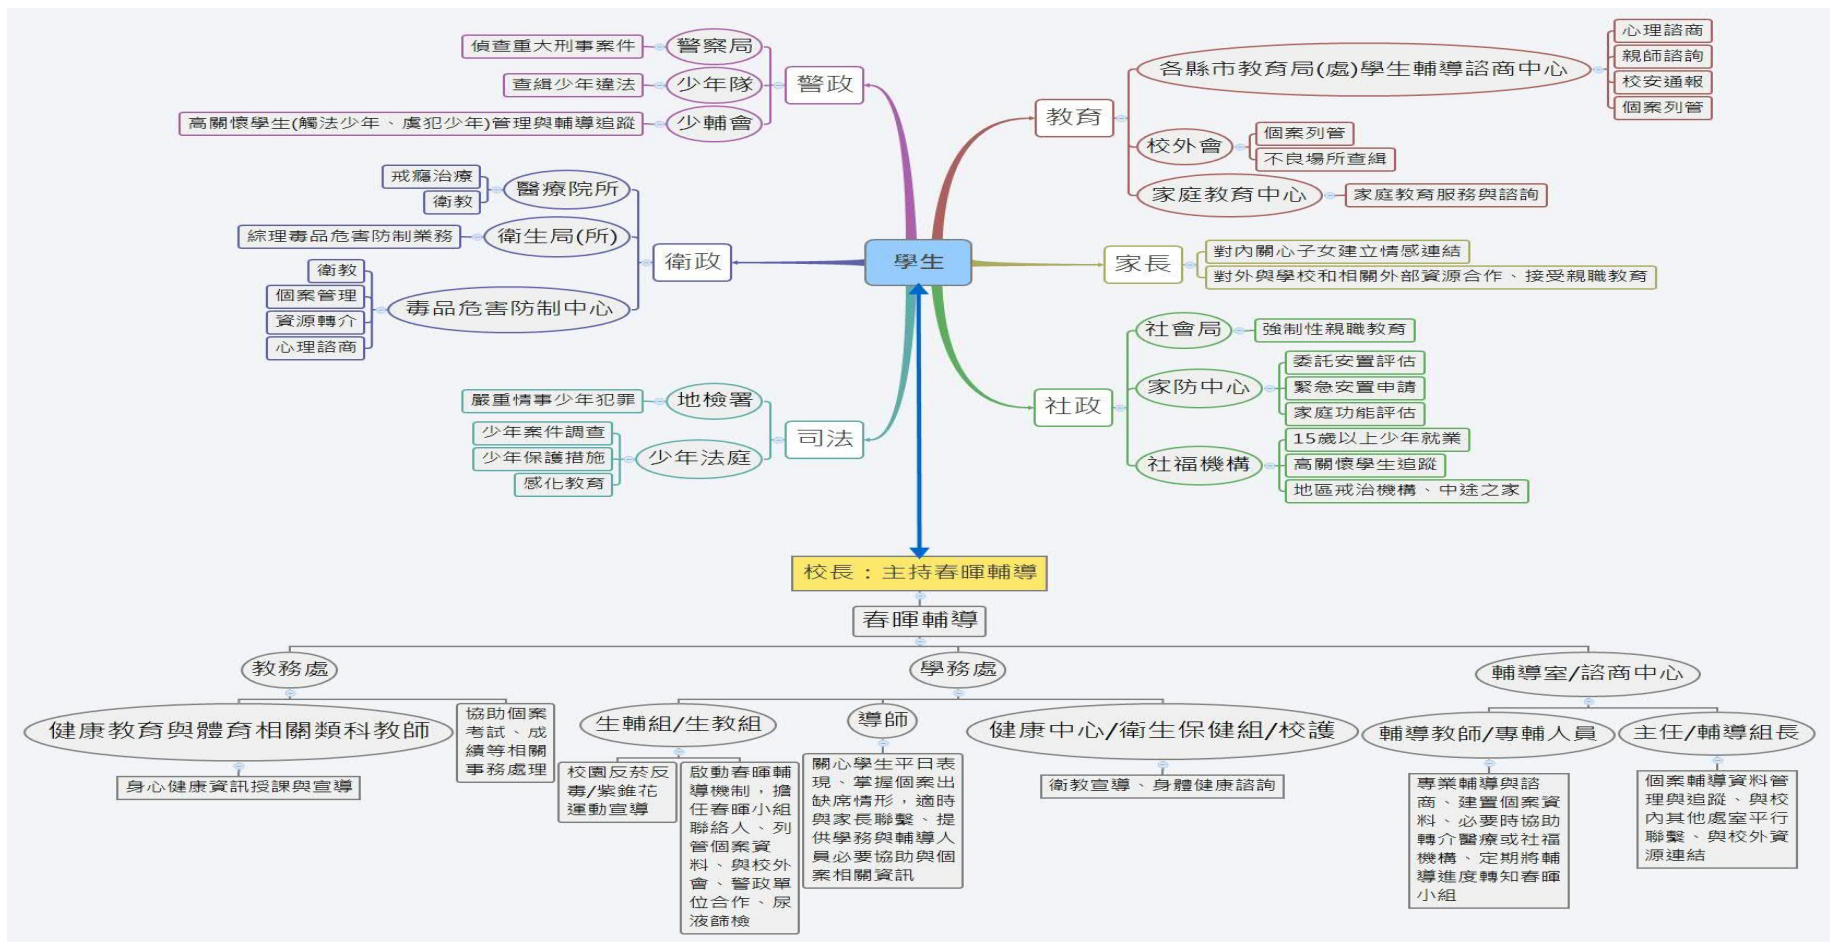 偵查重大刑事案件
警察局
查緝少年違法
少年隊
警政
高關懷學生(觸法少年、虞犯少年)管理與輔導追蹤
少輔會
戒癮治療
衛教
醫療院所
綜理毒品危害防制業務
衛生局(所)
衛政
衛教
個案管理
資源轉介
心理諮商
毒品危害防制中心
嚴重情事少年犯罪
地檢署
司法
少年案件調查
少年保護措施
感化教育
少年法庭
學生
教育
各縣市教育局(處)學生輔導諮商中心
心理諮商
親師諮詢
校安通報
個案列管
校外會
個案列管
不良場所查緝
家庭教育中心
家庭教育服務與諮詢
家長
對內關心子女建立情感連結
對外與學校和相關外部資源合作、接受親職教育
社政
社會局
強制性親職教育
家防中心
委託安置評估
緊急安置申請
家庭功能評估
社福機構
15歲以上少年就業
高關懷學生追蹤
地區戒治機構、中途之家
校長：主持春暉輔導
春暉輔導
教務處
學務處
輔導室/諮商中心
健康教育與體育相關類科教師
身心健康資訊授課與宣導
協助個案
考試、成
績等相關
事務處理
生輔組/生教組
校園反菸反
毒/紫錐花
運動宣導
啟動春暉輔
導機制，擔
任春暉小組
聯絡人、列
管個案資
料、與校外
會、警政單
位合作、尿
液篩檢
導師
關心學生平日表
現、掌握個案出
缺席情形，適時
與家長聯繫、提
供學務與輔導人
員必要協助與個
案相關資訊
健康中心/衛生保健組/校護
衛教宣導、身體健康諮詢
輔導教師/專輔人員
專業輔導與諮
商、建置個案資
料、必要時協助
轉介醫療或社福
機構、定期將輔
導進度轉知春暉
小組
主任/輔導組長
個案輔導資料管
理與追蹤、與校
內其他處室平行
聯繫、與校外資
源連結